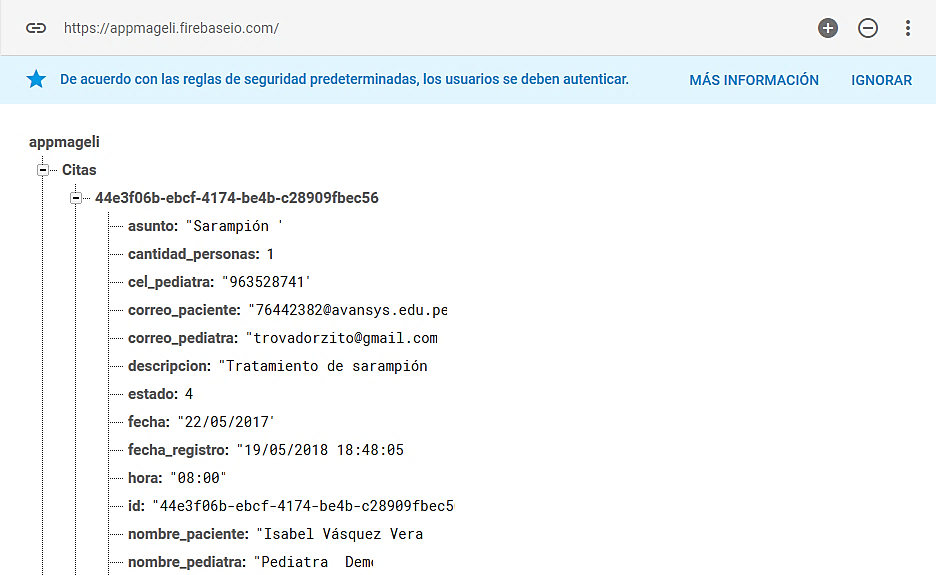 https://appmageli.firebaseio.com/
De acuerdo con las reglas de seguridad predeterminadas, los usuarios se deben autenticar. MÁS INFORMACIÓN IGNORAR
appmageli
Citas
44e3f06b-ebcf-4174-be4b-c28909fbec56
asunto: "Sarampión '
cantidad_personas: 1
cel_pediatra: "963528741'
correo_paciente: "76442382@avansys.edu.pe
correo_pediatra: "trovadorzito@gmail.com
descripcion: "Tratamiento de sarampión
estado: 4
fecha: "22/05/2017'
fecha_registro: "19/05/2018 18:48:05
hora: "08:00"
id: "44e3f06b-ebcf-4174-be4b-c28909fbec5
nombre_paciente: "Isabel Vásquez Vera
nombre_pediatra: "Pediatra Dem